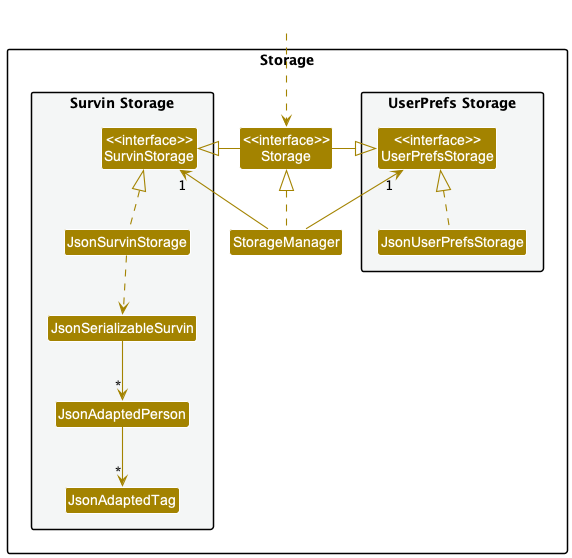 Storage
Survin Storage
UserPrefs Storage
<<interface>>
SurvinStorage
<<interface>>
Storage
<<interface>>
UserPrefsStorage
1
1
JsonSurvinStorage
StorageManager
JsonUserPrefsStorage
JsonSerializableSurvin
*
JsonAdaptedPerson
*
JsonAdaptedTag